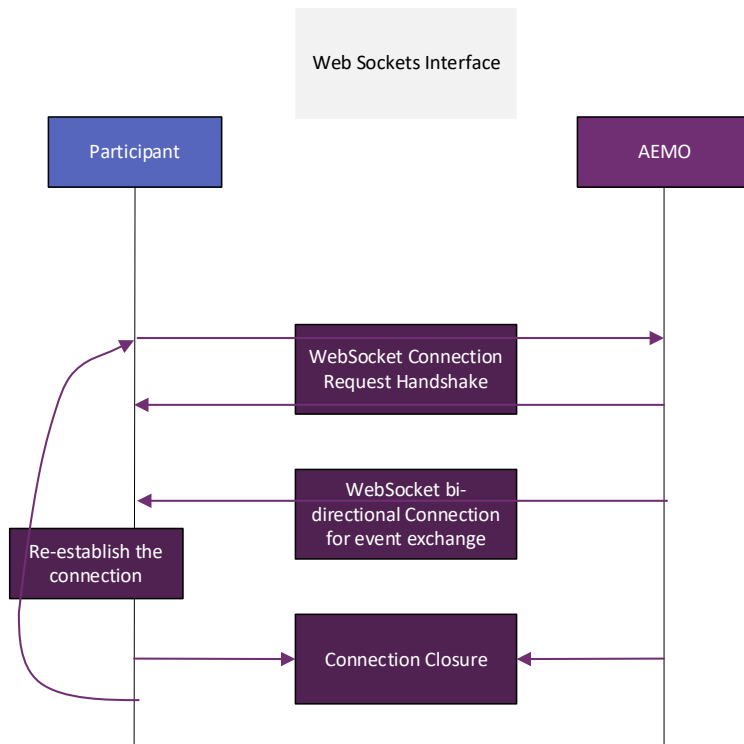 Web Sockets Interface
Participant
AEMO
WebSocket Connection
Request Handshake
WebSocket bi-
directional Connection
for event exchange
Re-establish the
connection
Connection Closure